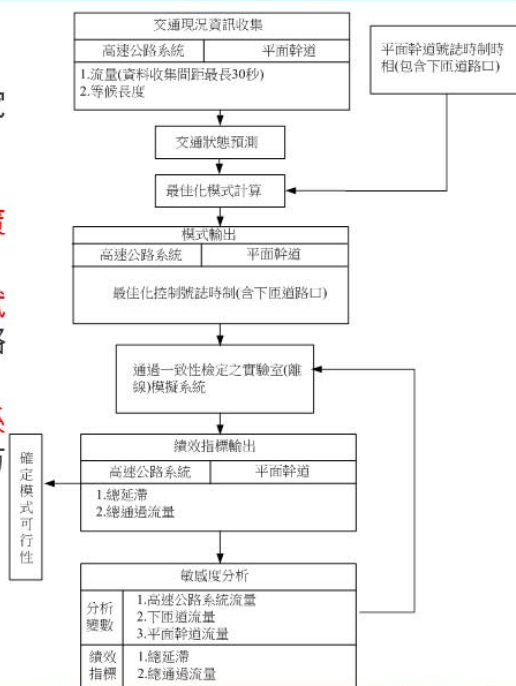 交通現況資訊收集
高速公路系統
平面幹道
1.流量(資料收集間距最長30秒)
2.等候長度
平面幹道號誌時制時
相(包含下匝道路口)
交通狀態預測
最佳化模式計算
模式輸出
高速公路系統
平面幹道
最佳化控制號誌時制(含下匝道路口)
通過一致性檢定之實驗室(離
線)模擬系統
績效指標輸出
高速公路系統
平面幹道
1.總延滯
2.總通過流量
確定模式可行性
敏感度分析
分析
變數
1.高速公路系統流量
2.下匝道流量
3.平面幹道流量
績效
指標
1.總延滯
2.總通過流量